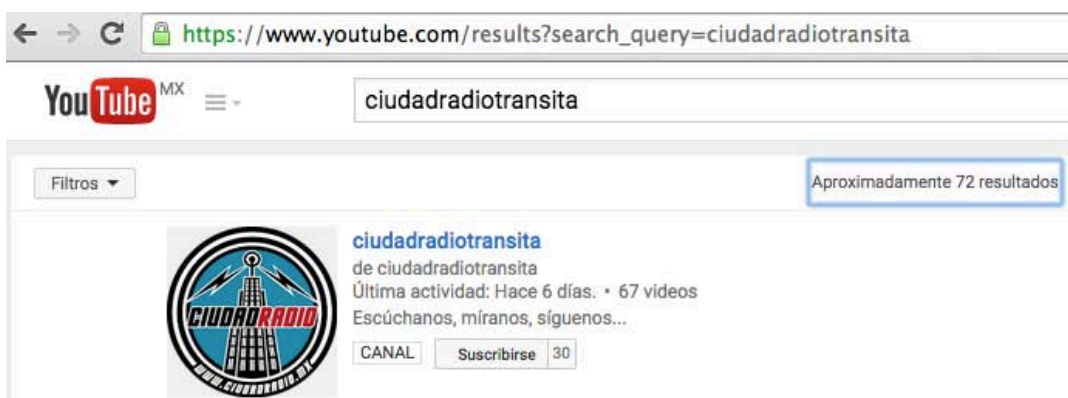 https://www.youtube.com/results?search_query=ciudadradiotransita
YouTube MX
ciudadradiotransita
Filtros
Aproximadamente 72 resultados
ciudadradiotransita
de ciudadradiotransita
Última actividad: Hace 6 días. • 67 videos
Escúchanos, míranos, síguenos...
CANAL Suscribirse 30
CIUDADRADIO
WWW.CIUDADRADIO.MX